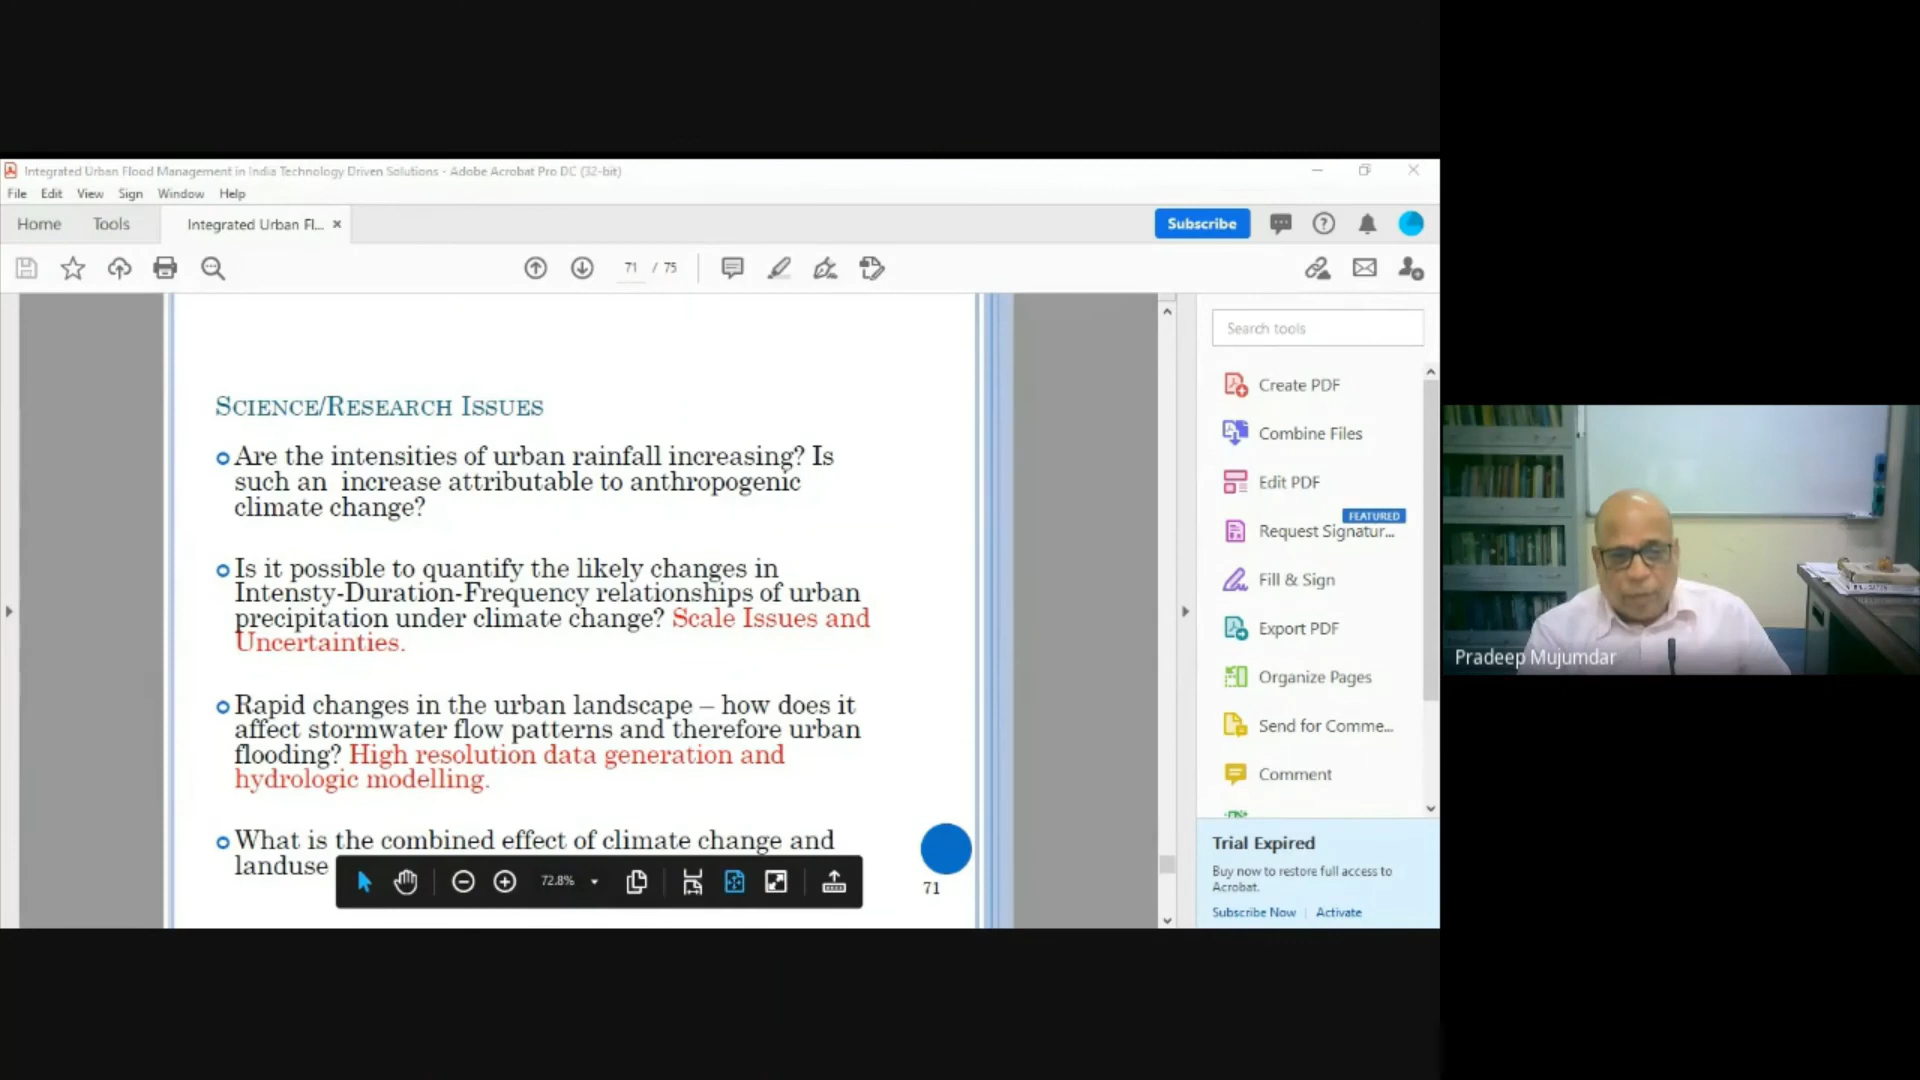 Integrated Urban Flood Management in India Technology Driven Solutions - Adobe Acrobat Pro DC (32-bit)
File Edit View Sign Window Help
Home Tools Integrated Urban Fl... ×
Subscribe
71 / 75
SCIENCE/RESEARCH ISSUES
Are the intensities of urban rainfall increasing? Is
such an increase attributable to anthropogenic
climate change?
Is it possible to quantify the likely changes in
Intensty-Duration-Frequency relationships of urban
precipitation under climate change? Scale Issues and
Uncertainties.
Rapid changes in the urban landscape – how does it
affect stormwater flow patterns and therefore urban
flooding? High resolution data generation and
hydrologic modelling.
What is the combined effect of climate change and
landuse
71
72.8%
Search tools
Create PDF
Combine Files
Edit PDF
FEATURED
Request Signatur...
Fill & Sign
Export PDF
Organize Pages
Send for Comme...
Comment
Trial Expired
Buy now to restore full access to
Acrobat.
Subscribe Now | Activate
Pradeep Mujumdar